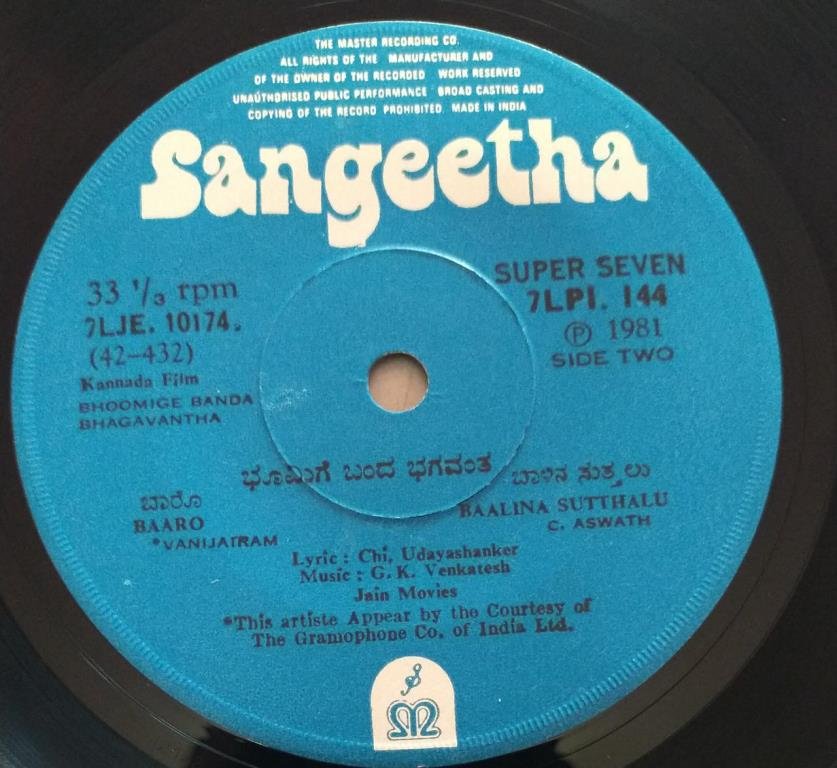 THE MASTER RECORDING CO.
ALL RIGHTS OF THE MANUFACTURER AND
OF THE OWNER OF THE RECORDED WORK RESERVED
UNAUTHORISED PUBLIC PERFORMANCE BROAD CASTING AND
COPYING OF THE RECORD PROHIBITED MADE IN INDIA
Sangeetha
33 1/3 rpm
7LJE. 10174.
(42-432)
Kannada Film
BHOOMIGE BANDA
BHAGAVANTHA
SUPER SEVEN
7LPI. 144
Ⓟ 1981
SIDE TWO
ಭೂಮಿಗೆ ಬಂದ ಭಗವಂತ
ಬಾರೊ
BAARO
*VANIJAIRAM
ಬಾಳಿನ ಸುತ್ತಲು
BAALINA SUTTHALU
C. ASWATH
Lyric : Chi. Udayashanker
Music : G. K. Venkatesh
Jain Movies
*This artiste Appear by the Courtesy of
The Gramophone Co. of India Ltd.